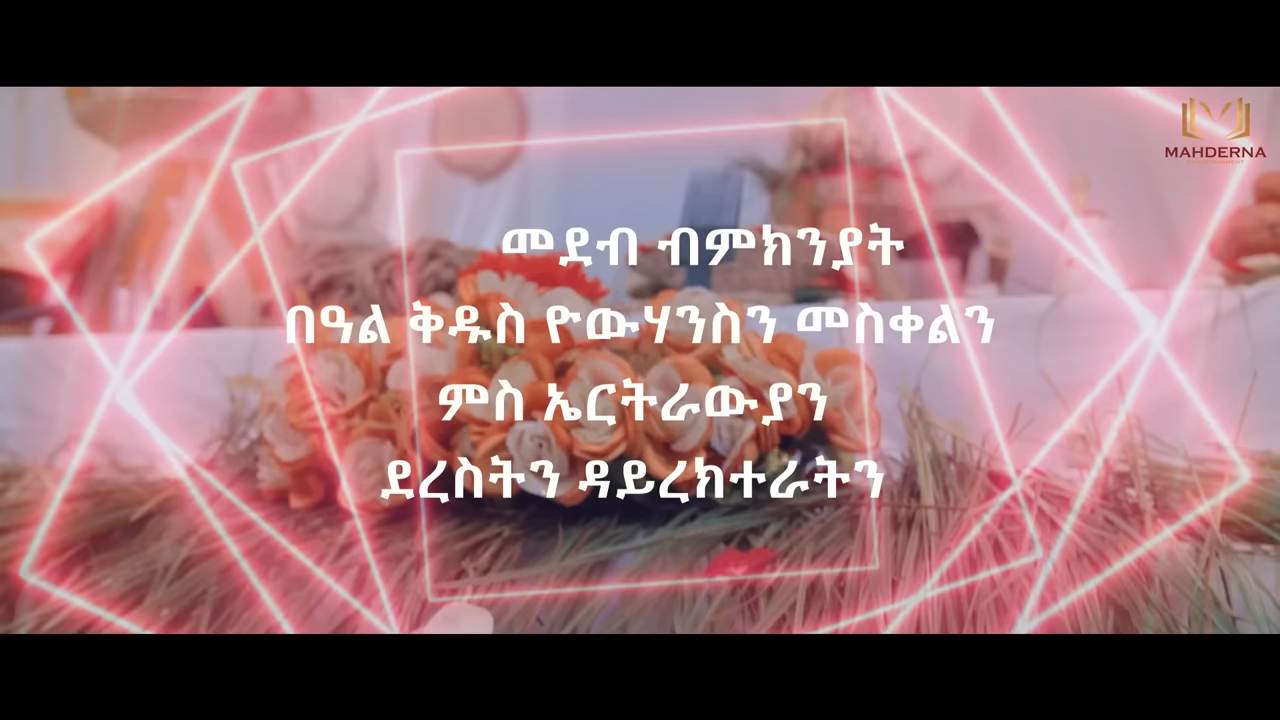 MAHDERNA
መደብ ብምክንያት
በዓል ቅዱስ ዮውሃንስን መስቀልን
ምስ ኤርትራውያን
ደረስትን ዳይረክተራትን